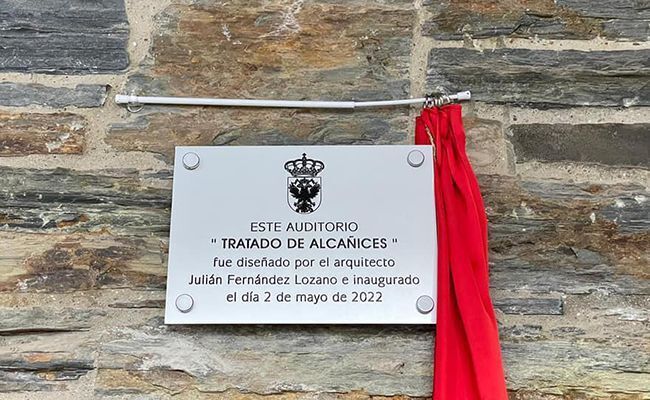 ESTE AUDITORIO
" TRATADO DE ALCAÑICES "
fue diseñado por el arquitecto
Julián Fernández Lozano e inaugurado
el día 2 de mayo de 2022